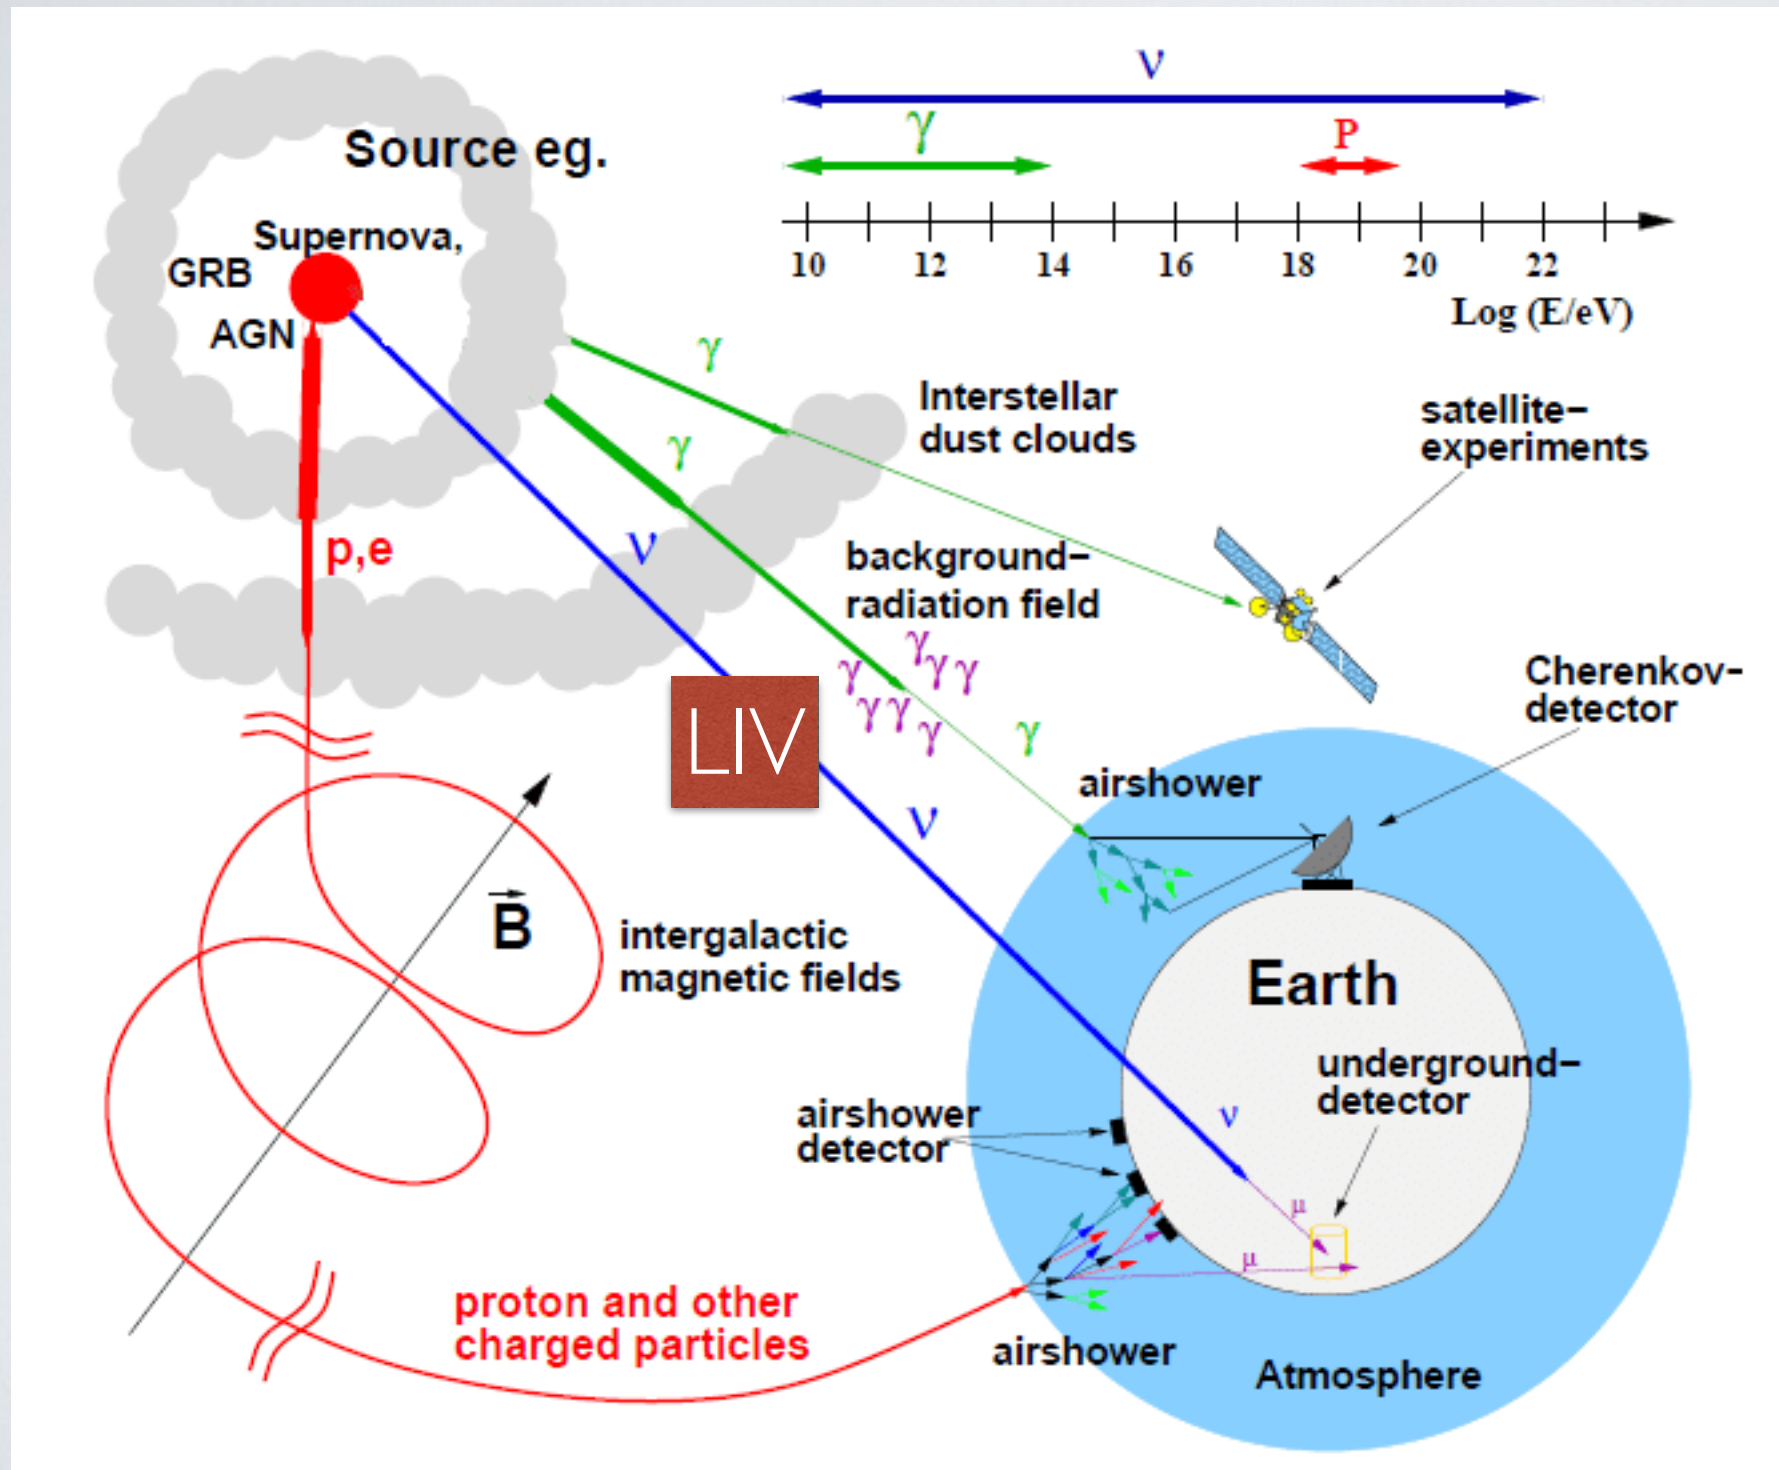 Source eg.
Supernova,
GRB
AGN
p,e
ν
γ
P
10 12 14 16 18 20 22
Log (E/eV)
γ
γ
ν
Interstellar
dust clouds
satellite–
experiments
background–
radiation field
γ
γ γ
γ
γ γ
γ
γ
LIV
ν
Cherenkov–
detector
airshower
B
intergalactic
magnetic fields
Earth
underground–
detector
airshower
detector
ν
μ
μ
proton and other
charged particles
airshower
Atmosphere